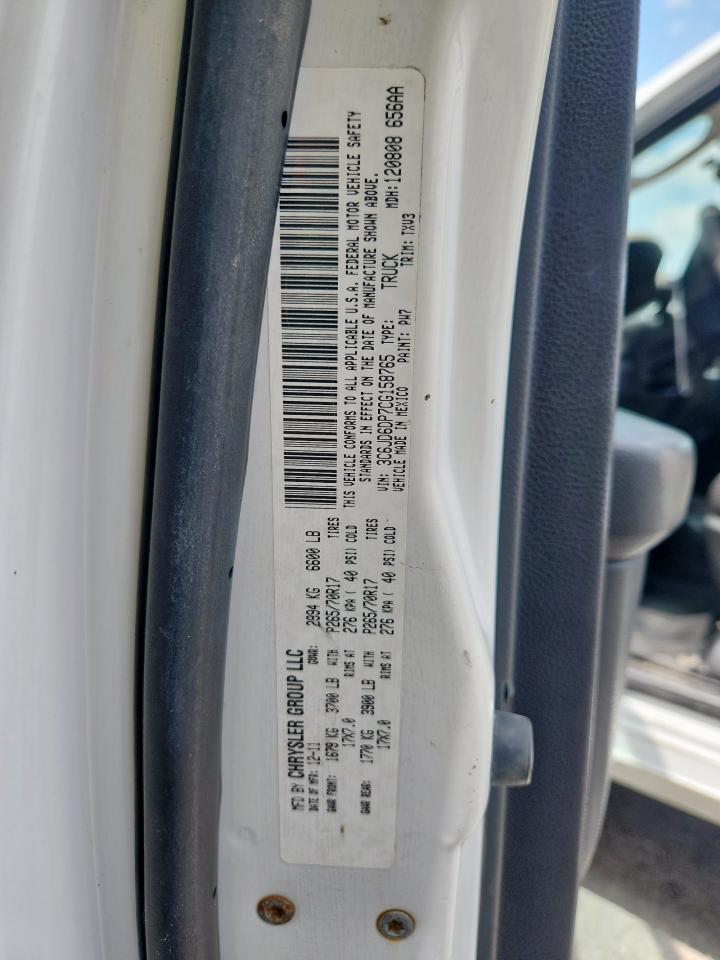 MFD BY CHRYSLER GROUP LLC
DATE OF MFR: 12-11 GVWR: 2994 KG 6600 LB
GAWR FRONT: 1679 KG 3700 LB WITH P265/70R17 TIRES
17X7.0 RIMS AT 276 KPA ( 40 PSI) COLD
GAWR REAR: 1770 KG 3900 LB WITH P265/70R17 TIRES
17X7.0 RIMS AT 276 KPA ( 40 PSI) COLD
THIS VEHICLE CONFORMS TO ALL APPLICABLE U.S.A. FEDERAL MOTOR VEHICLE SAFETY
STANDARDS IN EFFECT ON THE DATE OF MANUFACTURE SHOWN ABOVE.
VIN: 3C6JD6DP7CG158765 TYPE: TRUCK MDH: 120808 656AA
VEHICLE MADE IN MEXICO PAINT: PW7 TRIM: TXV3